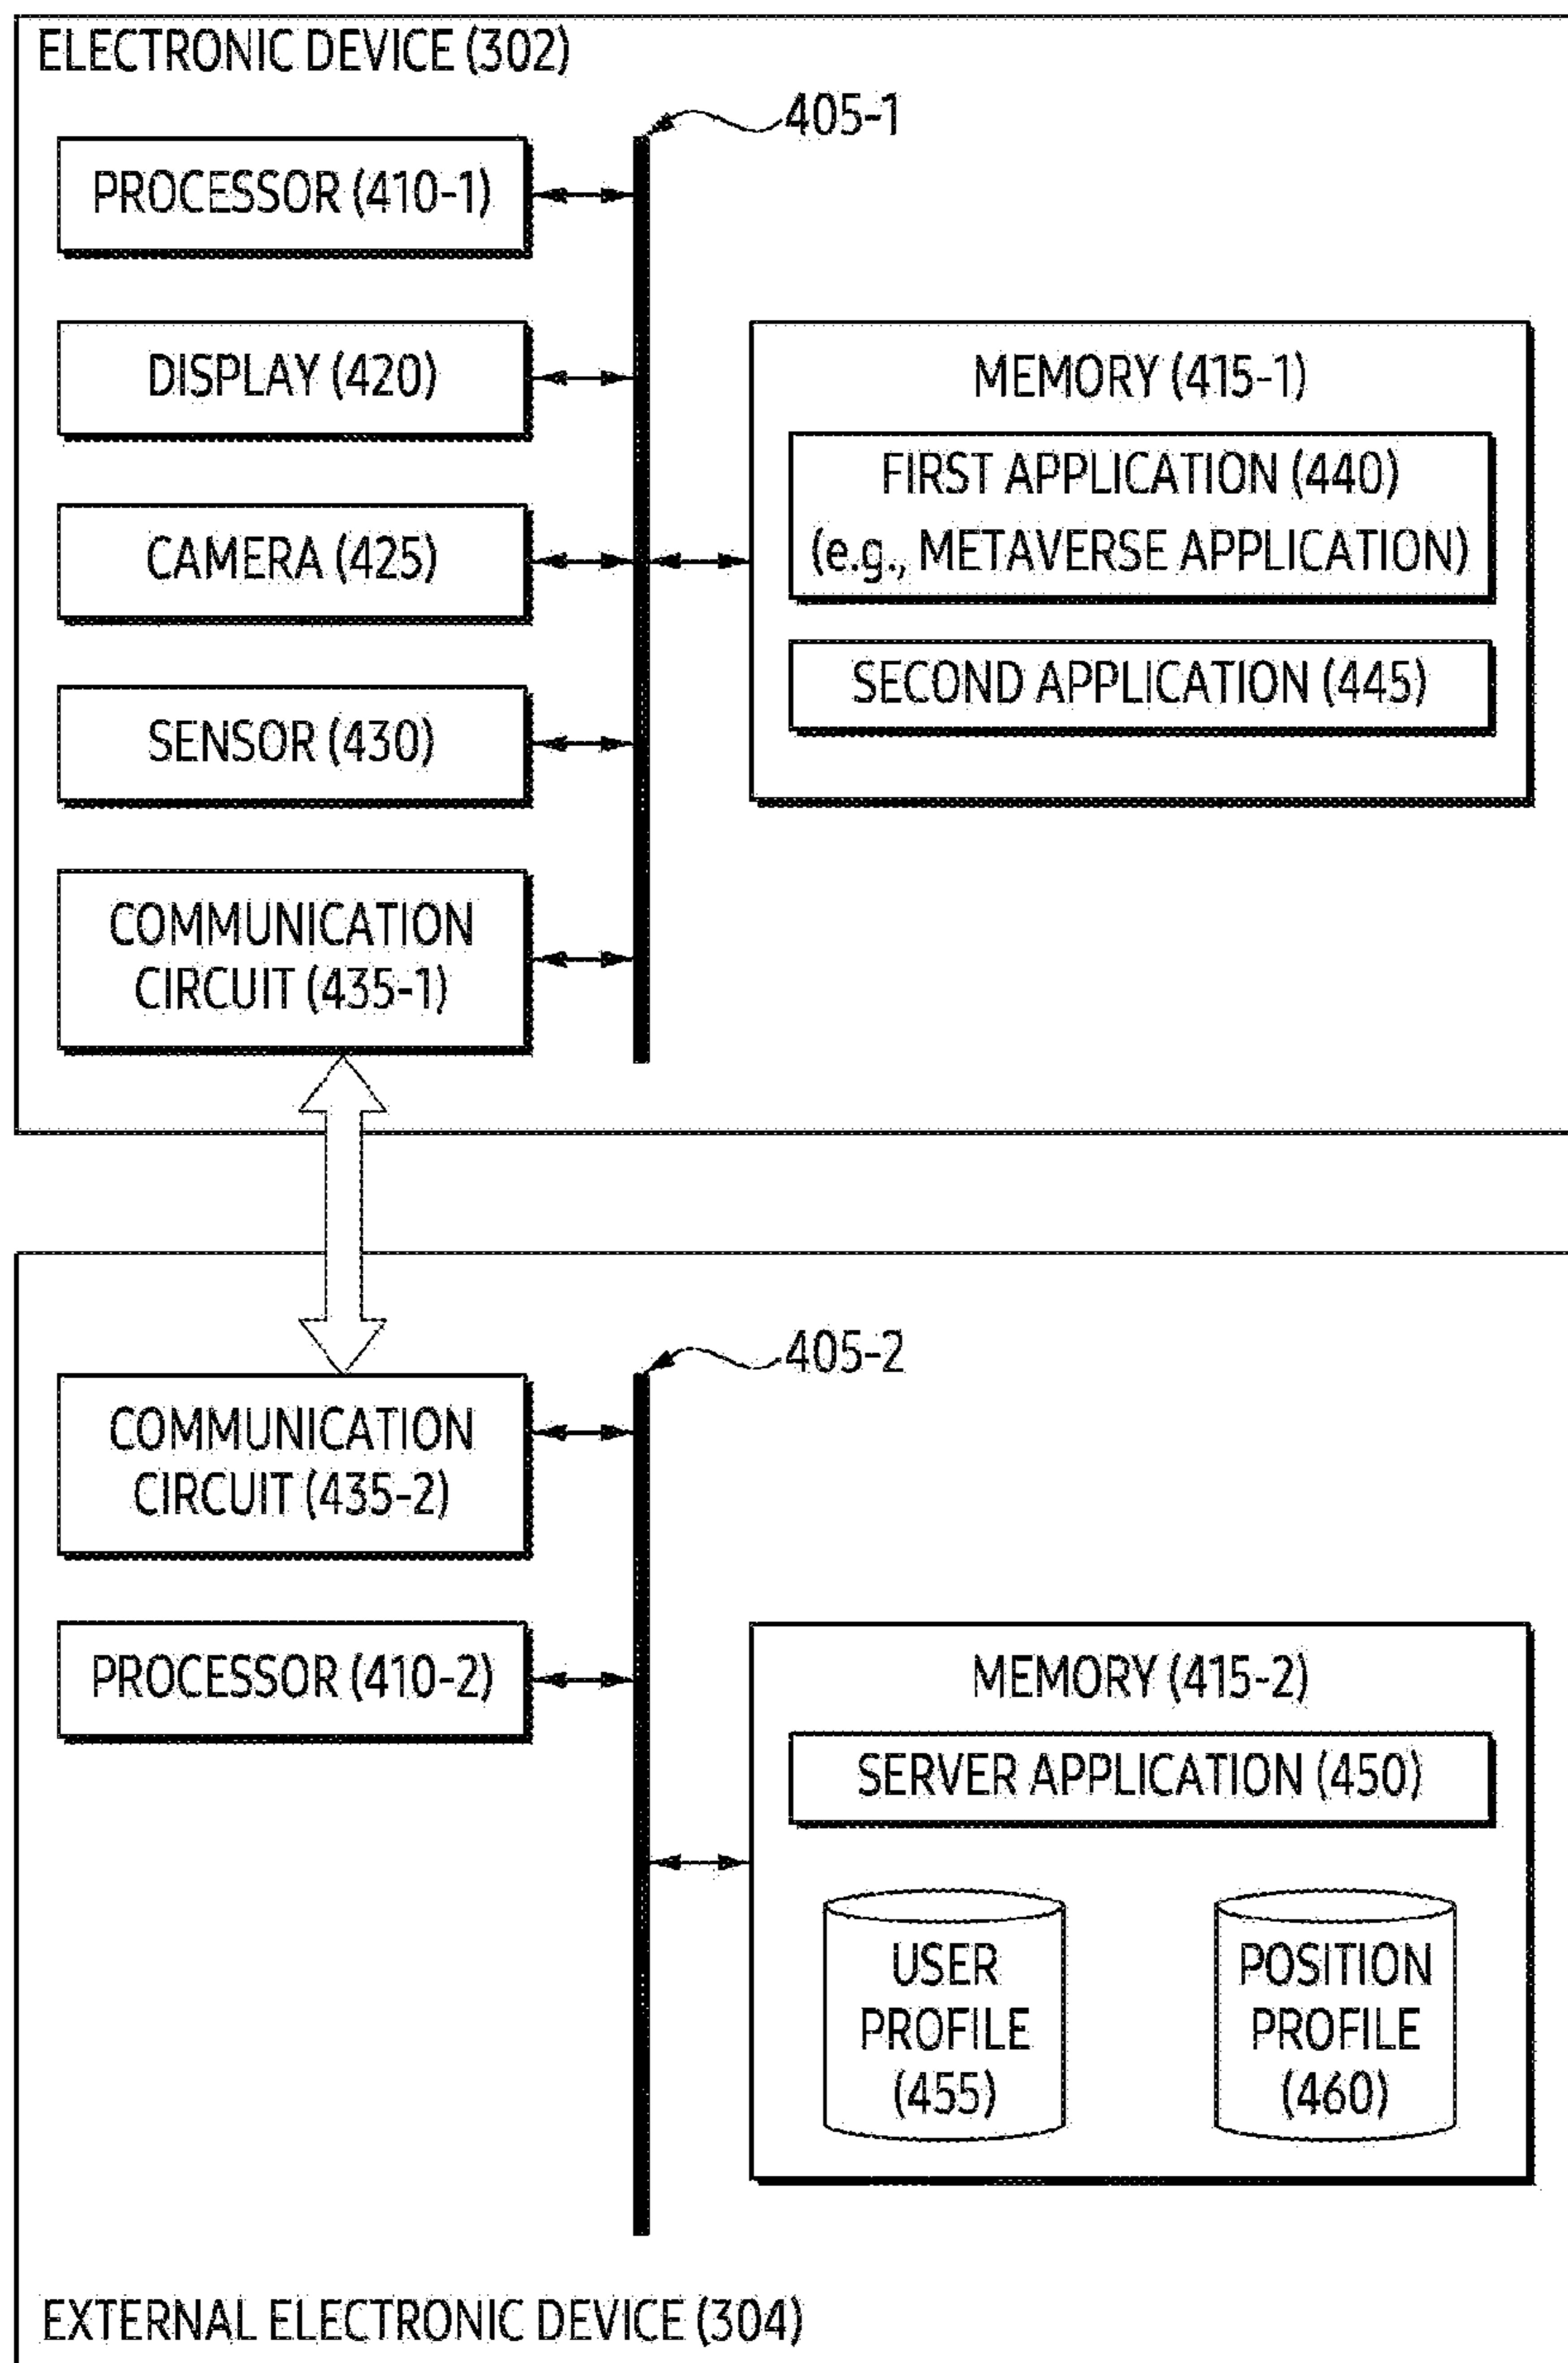 ELECTRONIC DEVICE (302)
405-1
PROCESSOR (410-1)
DISPLAY (420)
CAMERA (425)
SENSOR (430)
COMMUNICATION
CIRCUIT (435-1)
MEMORY (415-1)
FIRST APPLICATION (440)
(e.g., METAVERSE APPLICATION)
SECOND APPLICATION (445)
405-2
COMMUNICATION
CIRCUIT (435-2)
PROCESSOR (410-2)
MEMORY (415-2)
SERVER APPLICATION (450)
USER
PROFILE
(455)
POSITION
PROFILE
(460)
EXTERNAL ELECTRONIC DEVICE (304)